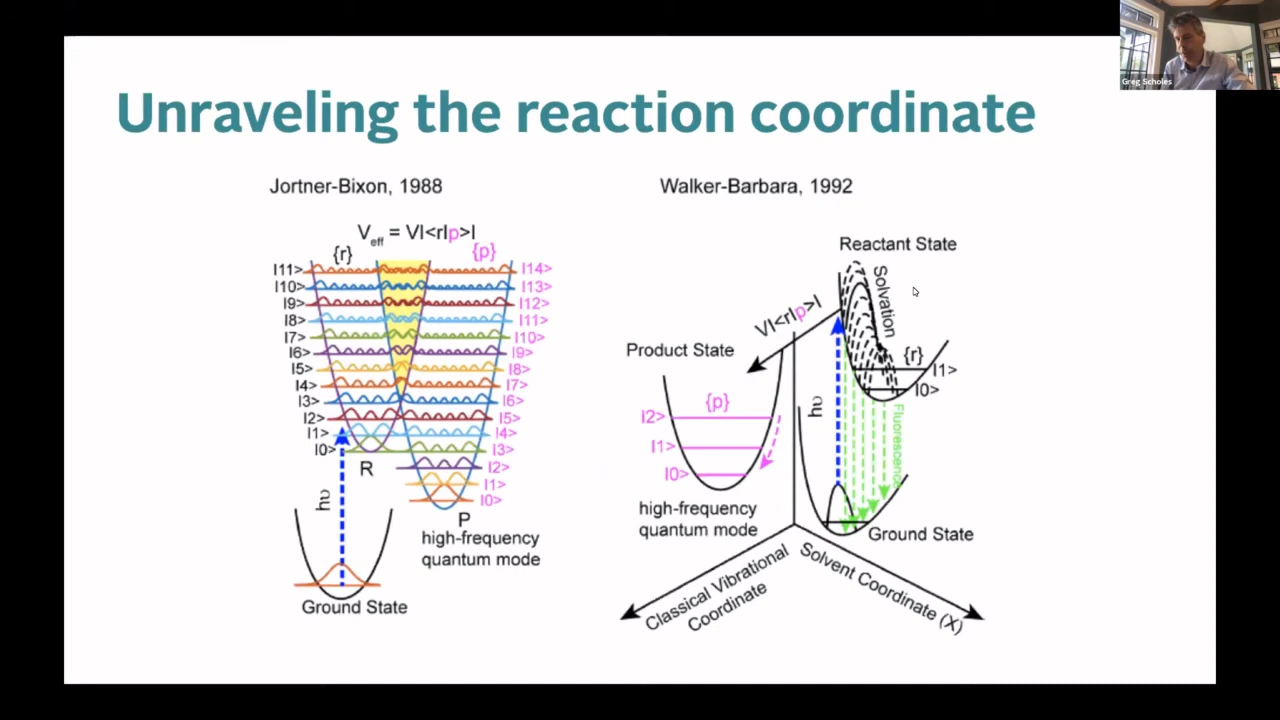 Greg Scholes
Unraveling the reaction coordinate
Jortner-Bixon, 1988
V_eff = V|<r|p>|
{r}
{p}
|11>
|10>
|9>
|8>
|7>
|6>
|5>
|4>
|3>
|2>
|1>
|0>
|14>
|13>
|12>
|11>
|10>
|9>
|8>
|7>
|6>
|5>
|4>
|3>
|2>
|1>
|0>
R
P
hυ
high-frequency
quantum mode
Ground State
Walker-Barbara, 1992
Reactant State
Solvation
V|<r|p>|
{r}
|1>
|0>
Product State
{p}
|2>
|1>
|0>
hυ
Fluorescence
high-frequency
quantum mode
Ground State
Classical Vibrational
Coordinate
Solvent Coordinate (X)